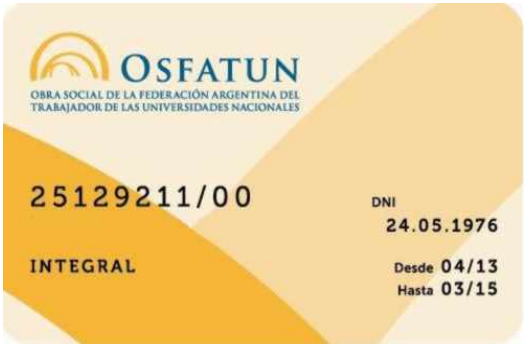 OSFATUN
OBRA SOCIAL DE LA FEDERACIÓN ARGENTINA DEL
TRABAJADOR DE LAS UNIVERSIDADES NACIONALES
25129211/00
DNI
24.05.1976
INTEGRAL
Desde 04/13
Hasta 03/15